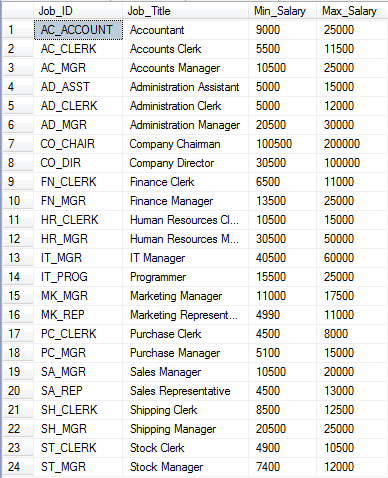 Job_ID Job_Title Min_Salary Max_Salary
1 AC_ACCOUNT Accountant 9000 25000
2 AC_CLERK Accounts Clerk 5500 11500
3 AC_MGR Accounts Manager 10500 25000
4 AD_ASST Administration Assistant 5000 15000
5 AD_CLERK Administration Clerk 5000 12000
6 AD_MGR Administration Manager 20500 30000
7 CO_CHAIR Company Chairman 100500 200000
8 CO_DIR Company Director 30500 100000
9 FN_CLERK Finance Clerk 6500 11000
10 FN_MGR Finance Manager 13500 25000
11 HR_CLERK Human Resources Cl... 10500 15000
12 HR_MGR Human Resources M... 30500 50000
13 IT_MGR IT Manager 40500 60000
14 IT_PROG Programmer 15500 25000
15 MK_MGR Marketing Manager 11000 17500
16 MK_REP Marketing Represent... 4990 11000
17 PC_CLERK Purchase Clerk 4500 8000
18 PC_MGR Purchase Manager 5100 15000
19 SA_MGR Sales Manager 10500 20000
20 SA_REP Sales Representative 4500 13000
21 SH_CLERK Shipping Clerk 8500 12500
22 SH_MGR Shipping Manager 20500 25000
23 ST_CLERK Stock Clerk 4900 10500
24 ST_MGR Stock Manager 7400 12000